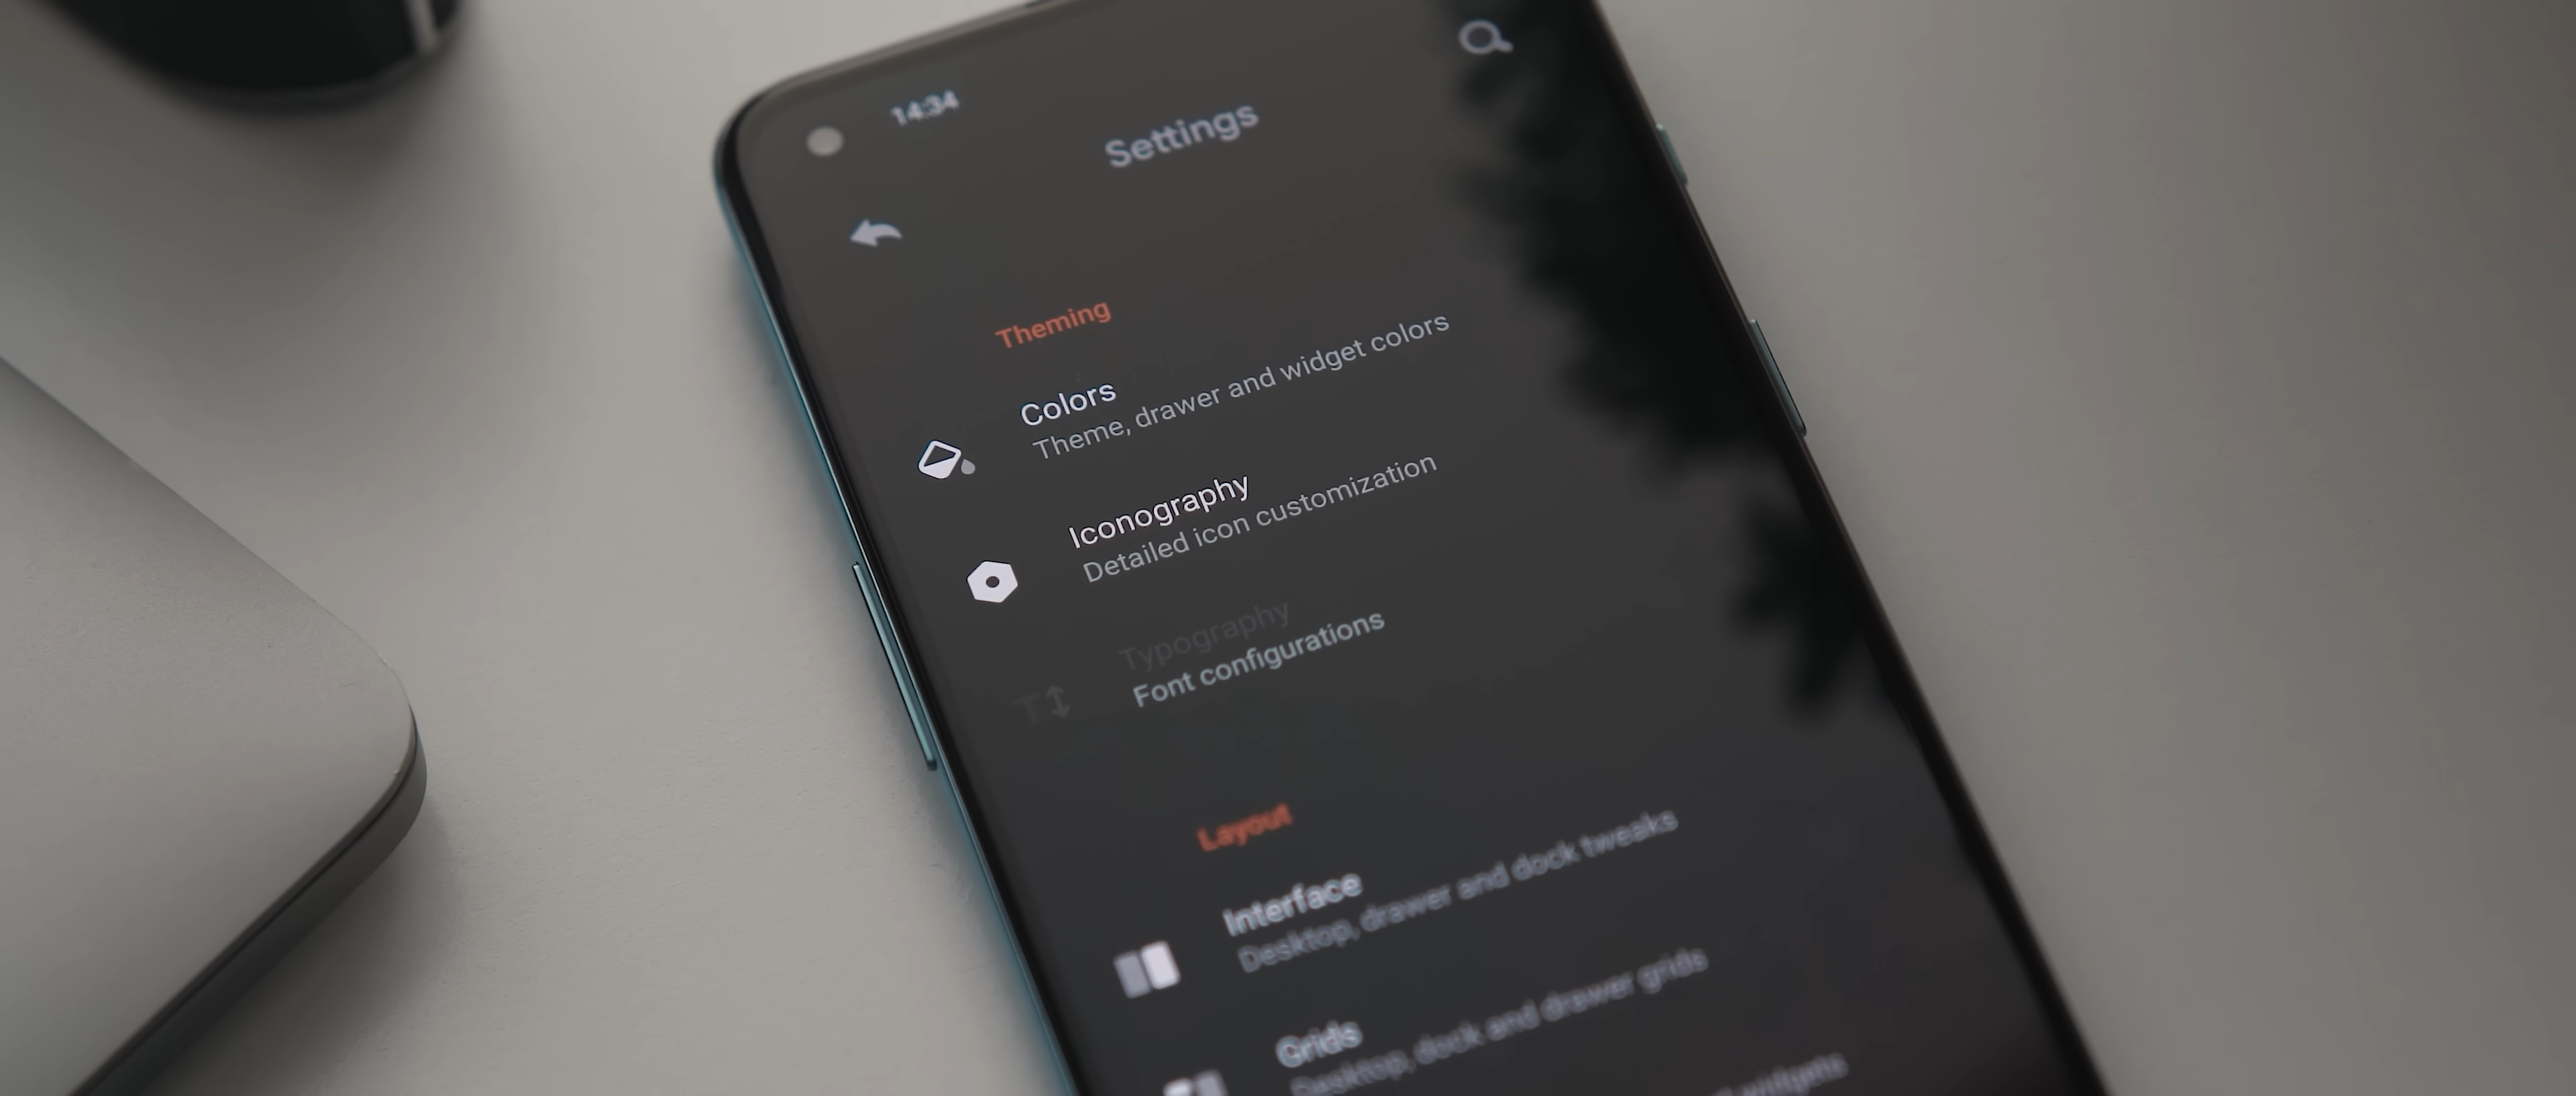 14:34
Settings
Theming
Colors
Theme, drawer and widget colors
Iconography
Detailed icon customization
Typography
Font configurations
Layout
Interface
Desktop, drawer and dock tweaks
Grids
Desktop, dock and drawer grids
widgets